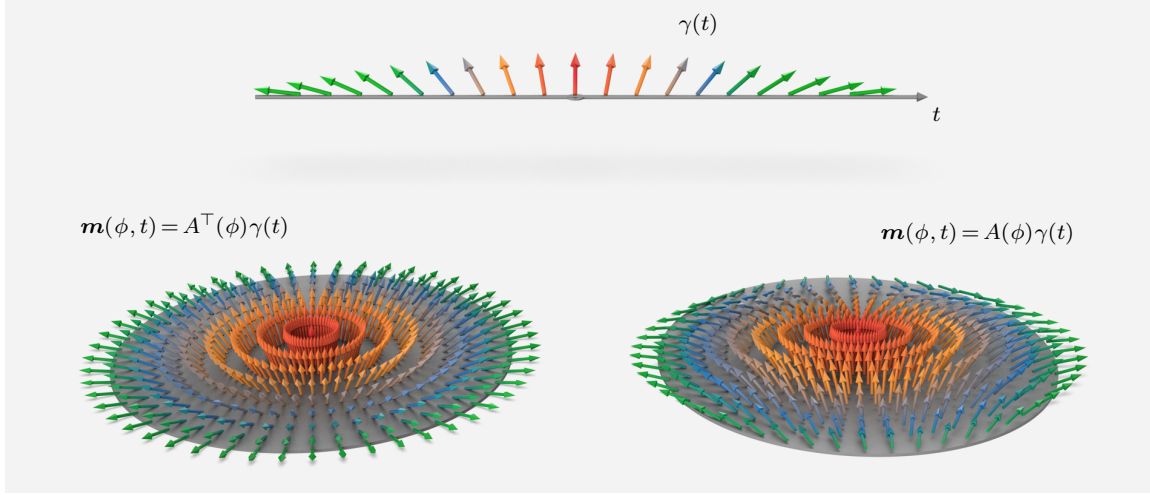 γ(t)
t
m(ϕ, t) = A⊤(ϕ)γ(t)
m(ϕ, t) = A(ϕ)γ(t)